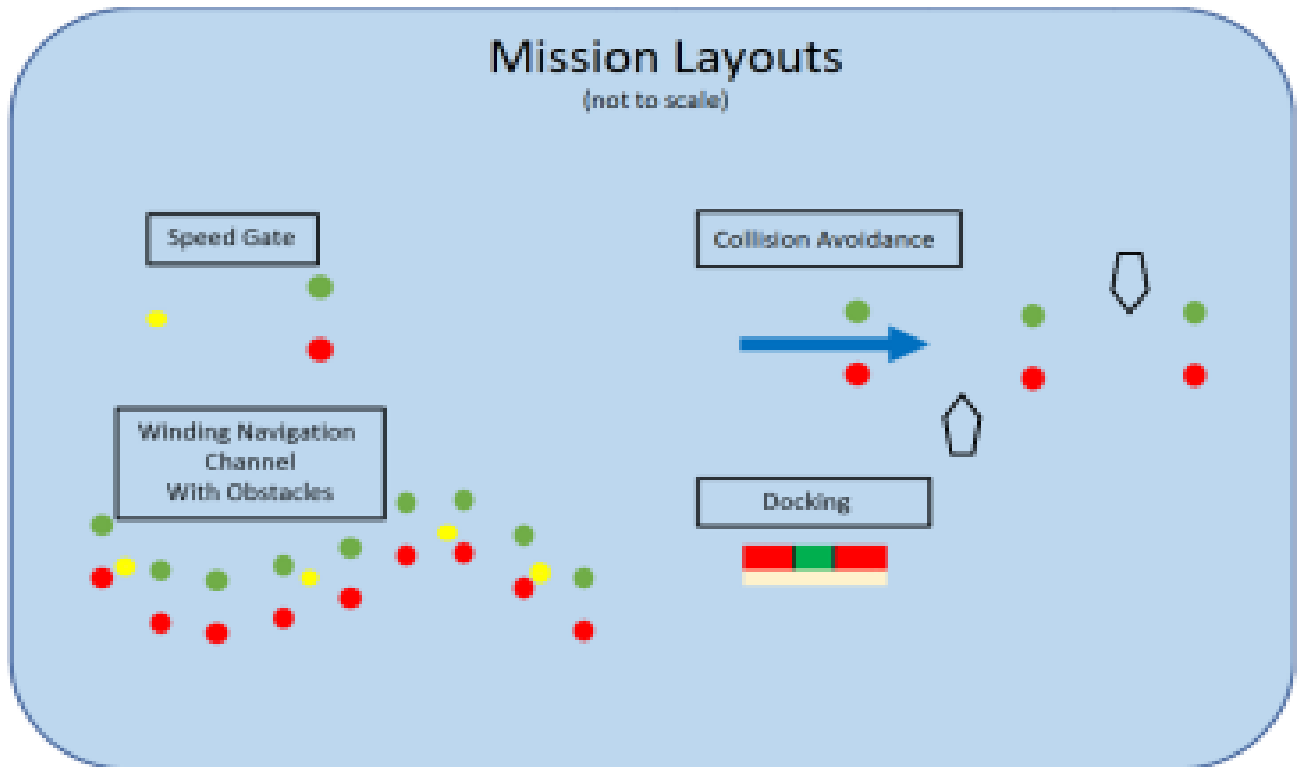 Mission Layouts
(not to scale)
Speed Gate
Collision Avoidance
Winding Navigation
Channel
With Obstacles
Docking